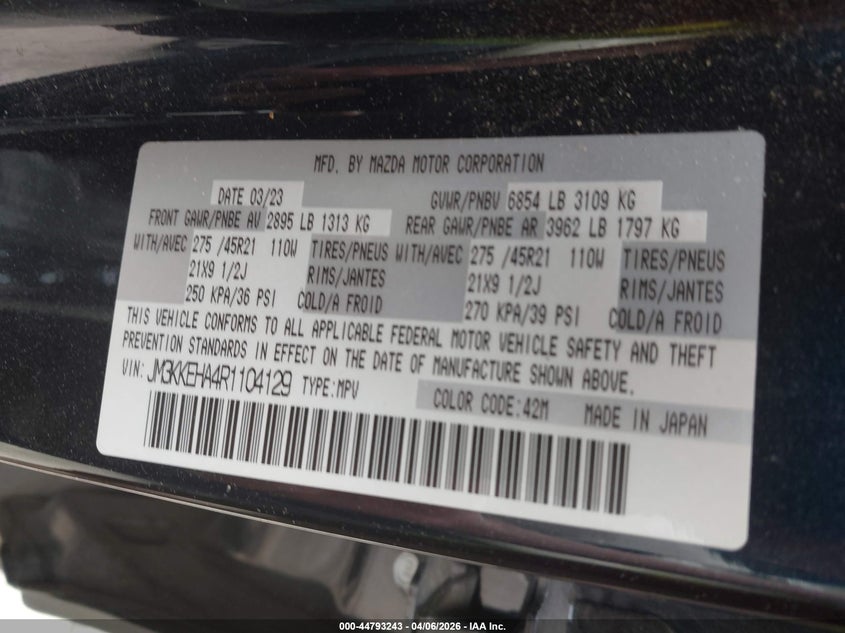 MFD. BY MAZDA MOTOR CORPORATION
DATE 03/23 GVWR/PNBV 6854 LB 3109 KG
FRONT GAWR/PNBE AV 2895 LB 1313 KG REAR GAWR/PNBE AR 3962 LB 1797 KG
WITH/AVEC 275 /45R21 110W TIRES/PNEUS WITH/AVEC 275 /45R21 110W TIRES/PNEUS
21X9 1/2J RIMS/JANTES 21X9 1/2J RIMS/JANTES
250 KPA/36 PSI COLD/A FROID 270 KPA/39 PSI COLD/A FROID
THIS VEHICLE CONFORMS TO ALL APPLICABLE FEDERAL MOTOR VEHICLE SAFETY AND THEFT
PREVENTION STANDARDS IN EFFECT ON THE DATE OF MANUFACTURE SHOWN ABOVE.
VIN: JM3KKEHA4R1104129 TYPE:MPV COLOR CODE:42M MADE IN JAPAN
000-44793243 - 04/06/2026 - IAA Inc.